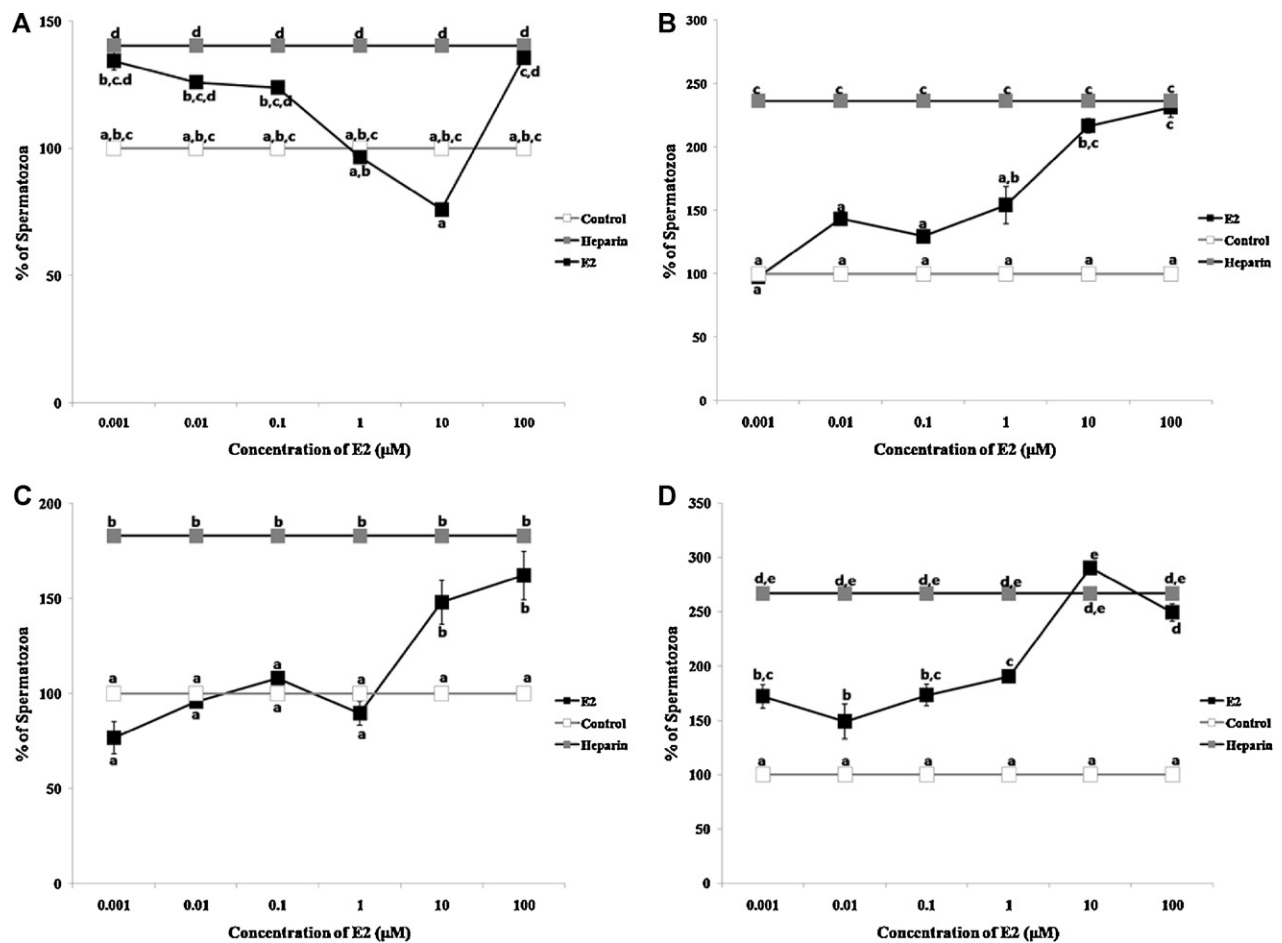 A
% of Spermatozoa
150
100
50
0
d d d d d d
b,c.d b,c,d b,c,d c,d
a,b,c a,b,c a,b,c a,b,c a,b,c a,b,c
a,b
a
Control
Heparin
E2
0.001 0.01 0.1 1 10 100
Concentration of E2 (µM)
B
% of Spermatozoa
300
250
200
150
100
50
0
c c c c c c
b,c c
a a a,b
a a a a a a
a
E2
Control
Heparin
0.001 0.01 0.1 1 10 100
Concentration of E2 (µM)
C
% of Spermatozoa
200
150
100
50
0
b b b b b b
b b
a a a a a a
a a a a
E2
Control
Heparin
0.001 0.01 0.1 1 10 100
Concentration of E2 (µM)
D
% of Spermatozoa
350
300
250
200
150
100
50
0
e
d,e d,e d,e d,e d,e d,e
d
b,c b b,c c
a a a a a a
E2
Control
Heparin
0.001 0.01 0.1 1 10 100
Concentration of E2 (µM)